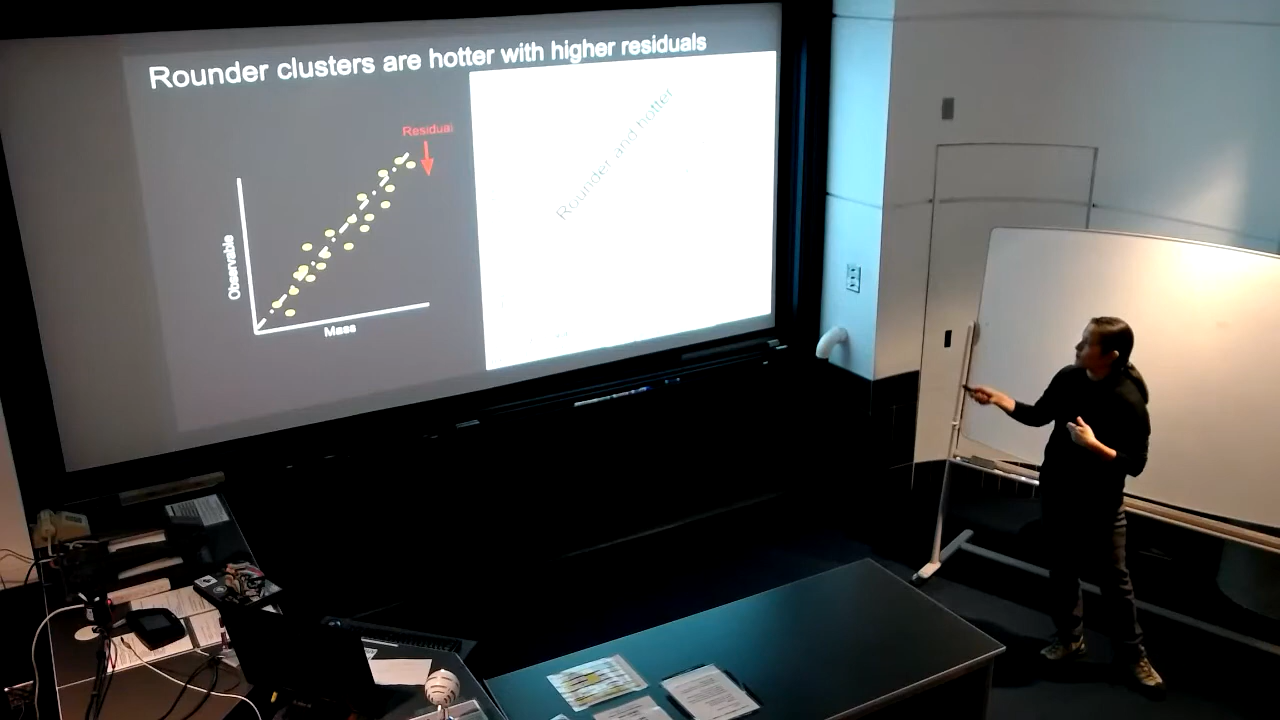 Rounder clusters are hotter with higher residuals
Residual
Rounder and hotter
Observable
Mass